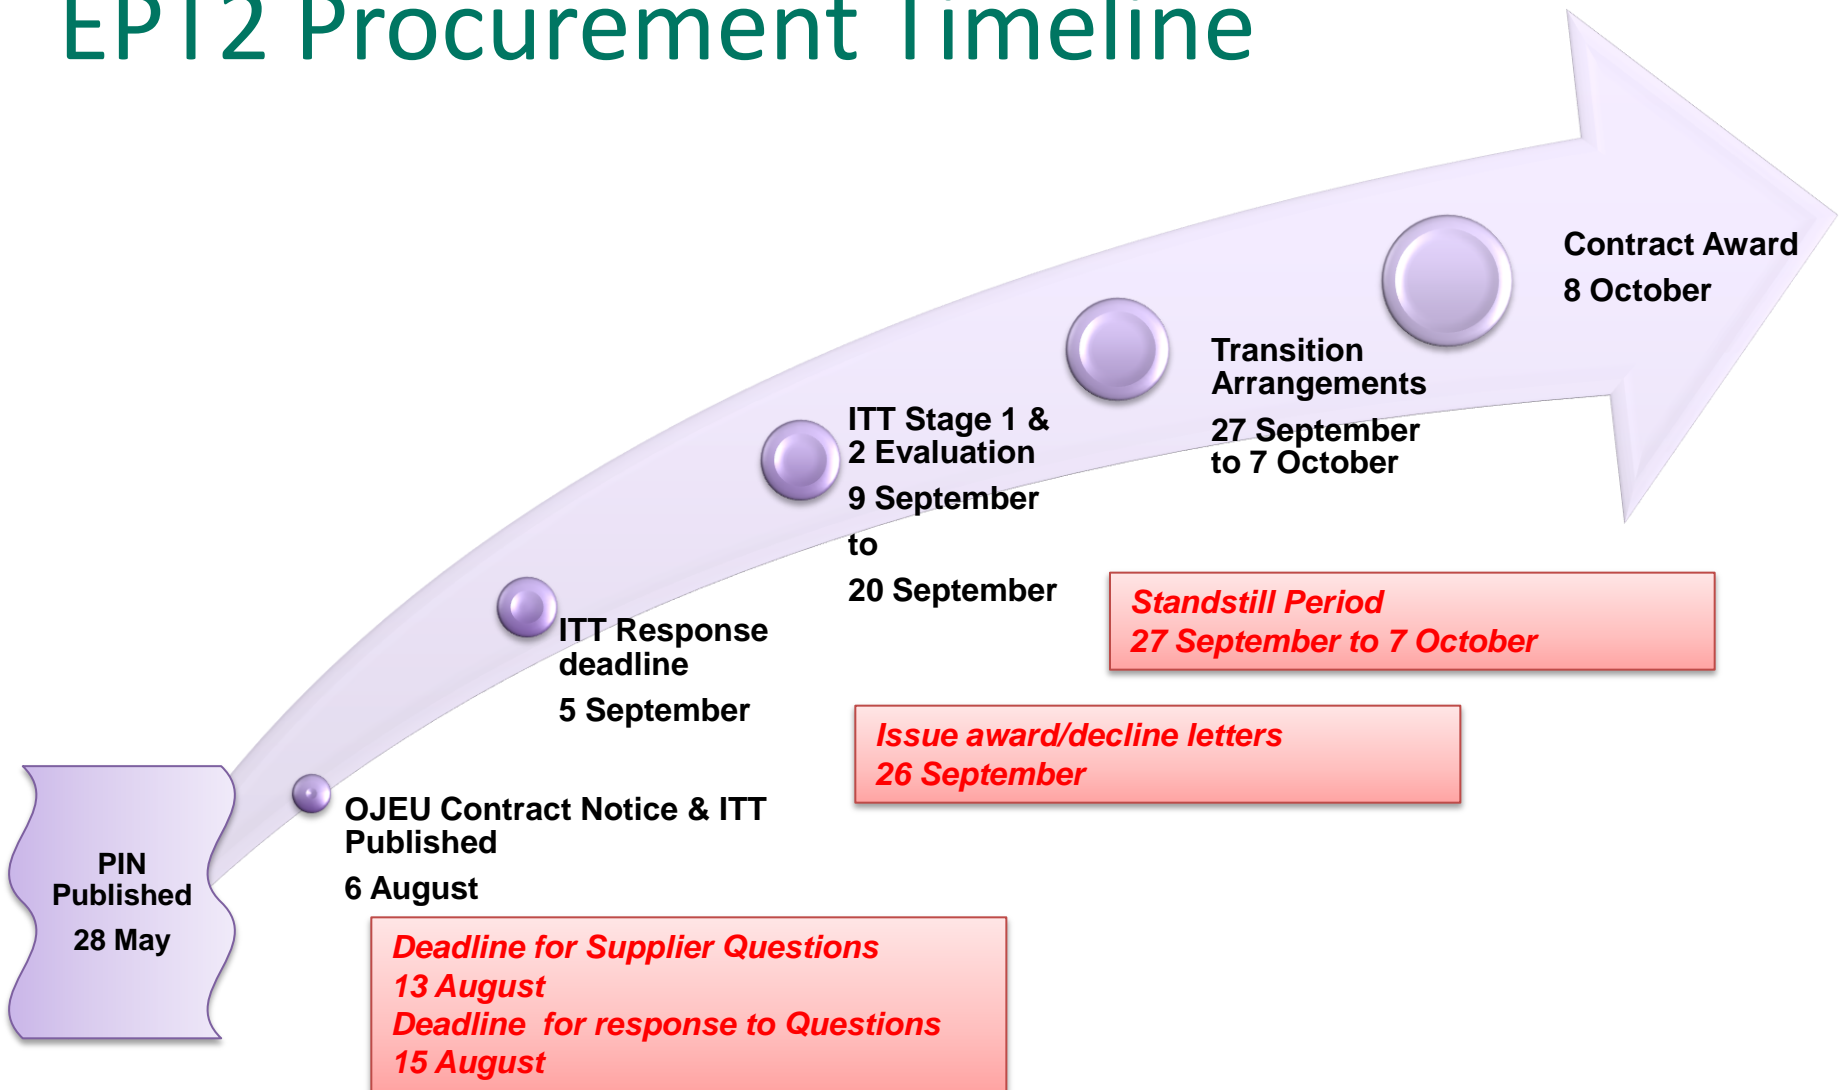 EPT2 Procurement Timeline
PIN
Published
28 May
OJEU Contract Notice & ITT
Published
6 August
Deadline for Supplier Questions
13 August
Deadline for response to Questions
15 August
ITT Response
deadline
5 September
ITT Stage 1 &
2 Evaluation
9 September
to
20 September
Issue award/decline letters
26 September
Transition
Arrangements
27 September
to 7 October
Standstill Period
27 September to 7 October
Contract Award
8 October